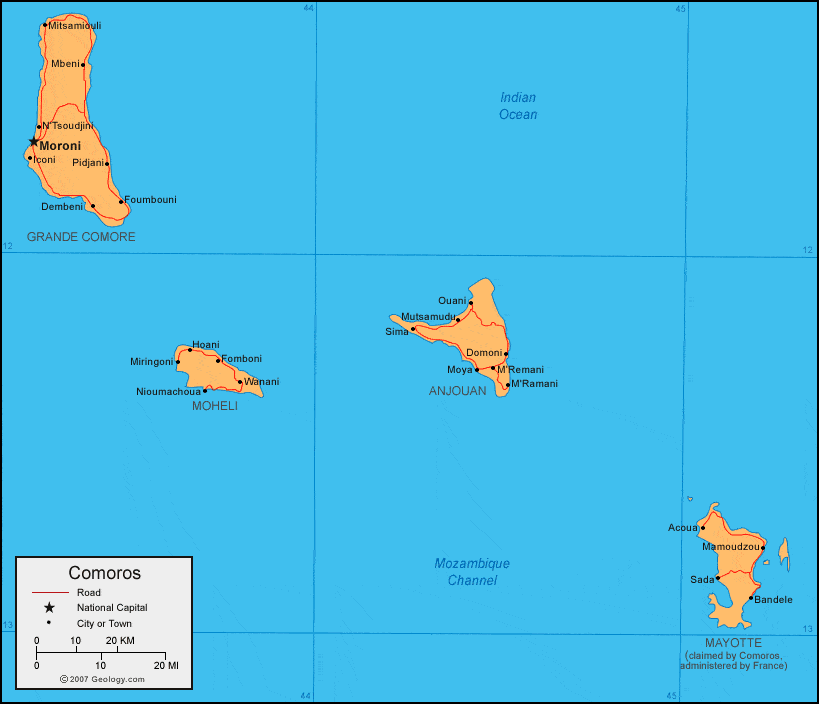 44
45
Mitsamiouli
Mbeni
Indian
Ocean
N'Tsoudjini
Moroni
Iconi
Pidjani
Foumbouni
Dembeni
GRANDE COMORE
12
12
Ouani
Mutsamudu
Sima
Hoani
Domoni
Miringoni
Fomboni
Moya
M'Remani
Wanani
M'Ramani
Nioumachoua
ANJOUAN
MOHELI
Acoua
Mamoudzou
Mozambique
Channel
Sada
Bandele
13
13
MAYOTTE
(claimed by Comoros,
administered by France)
Comoros
Road
National Capital
City or Town
0 10 20 KM
0 10 20 MI
©2007 Geology.com
44
45